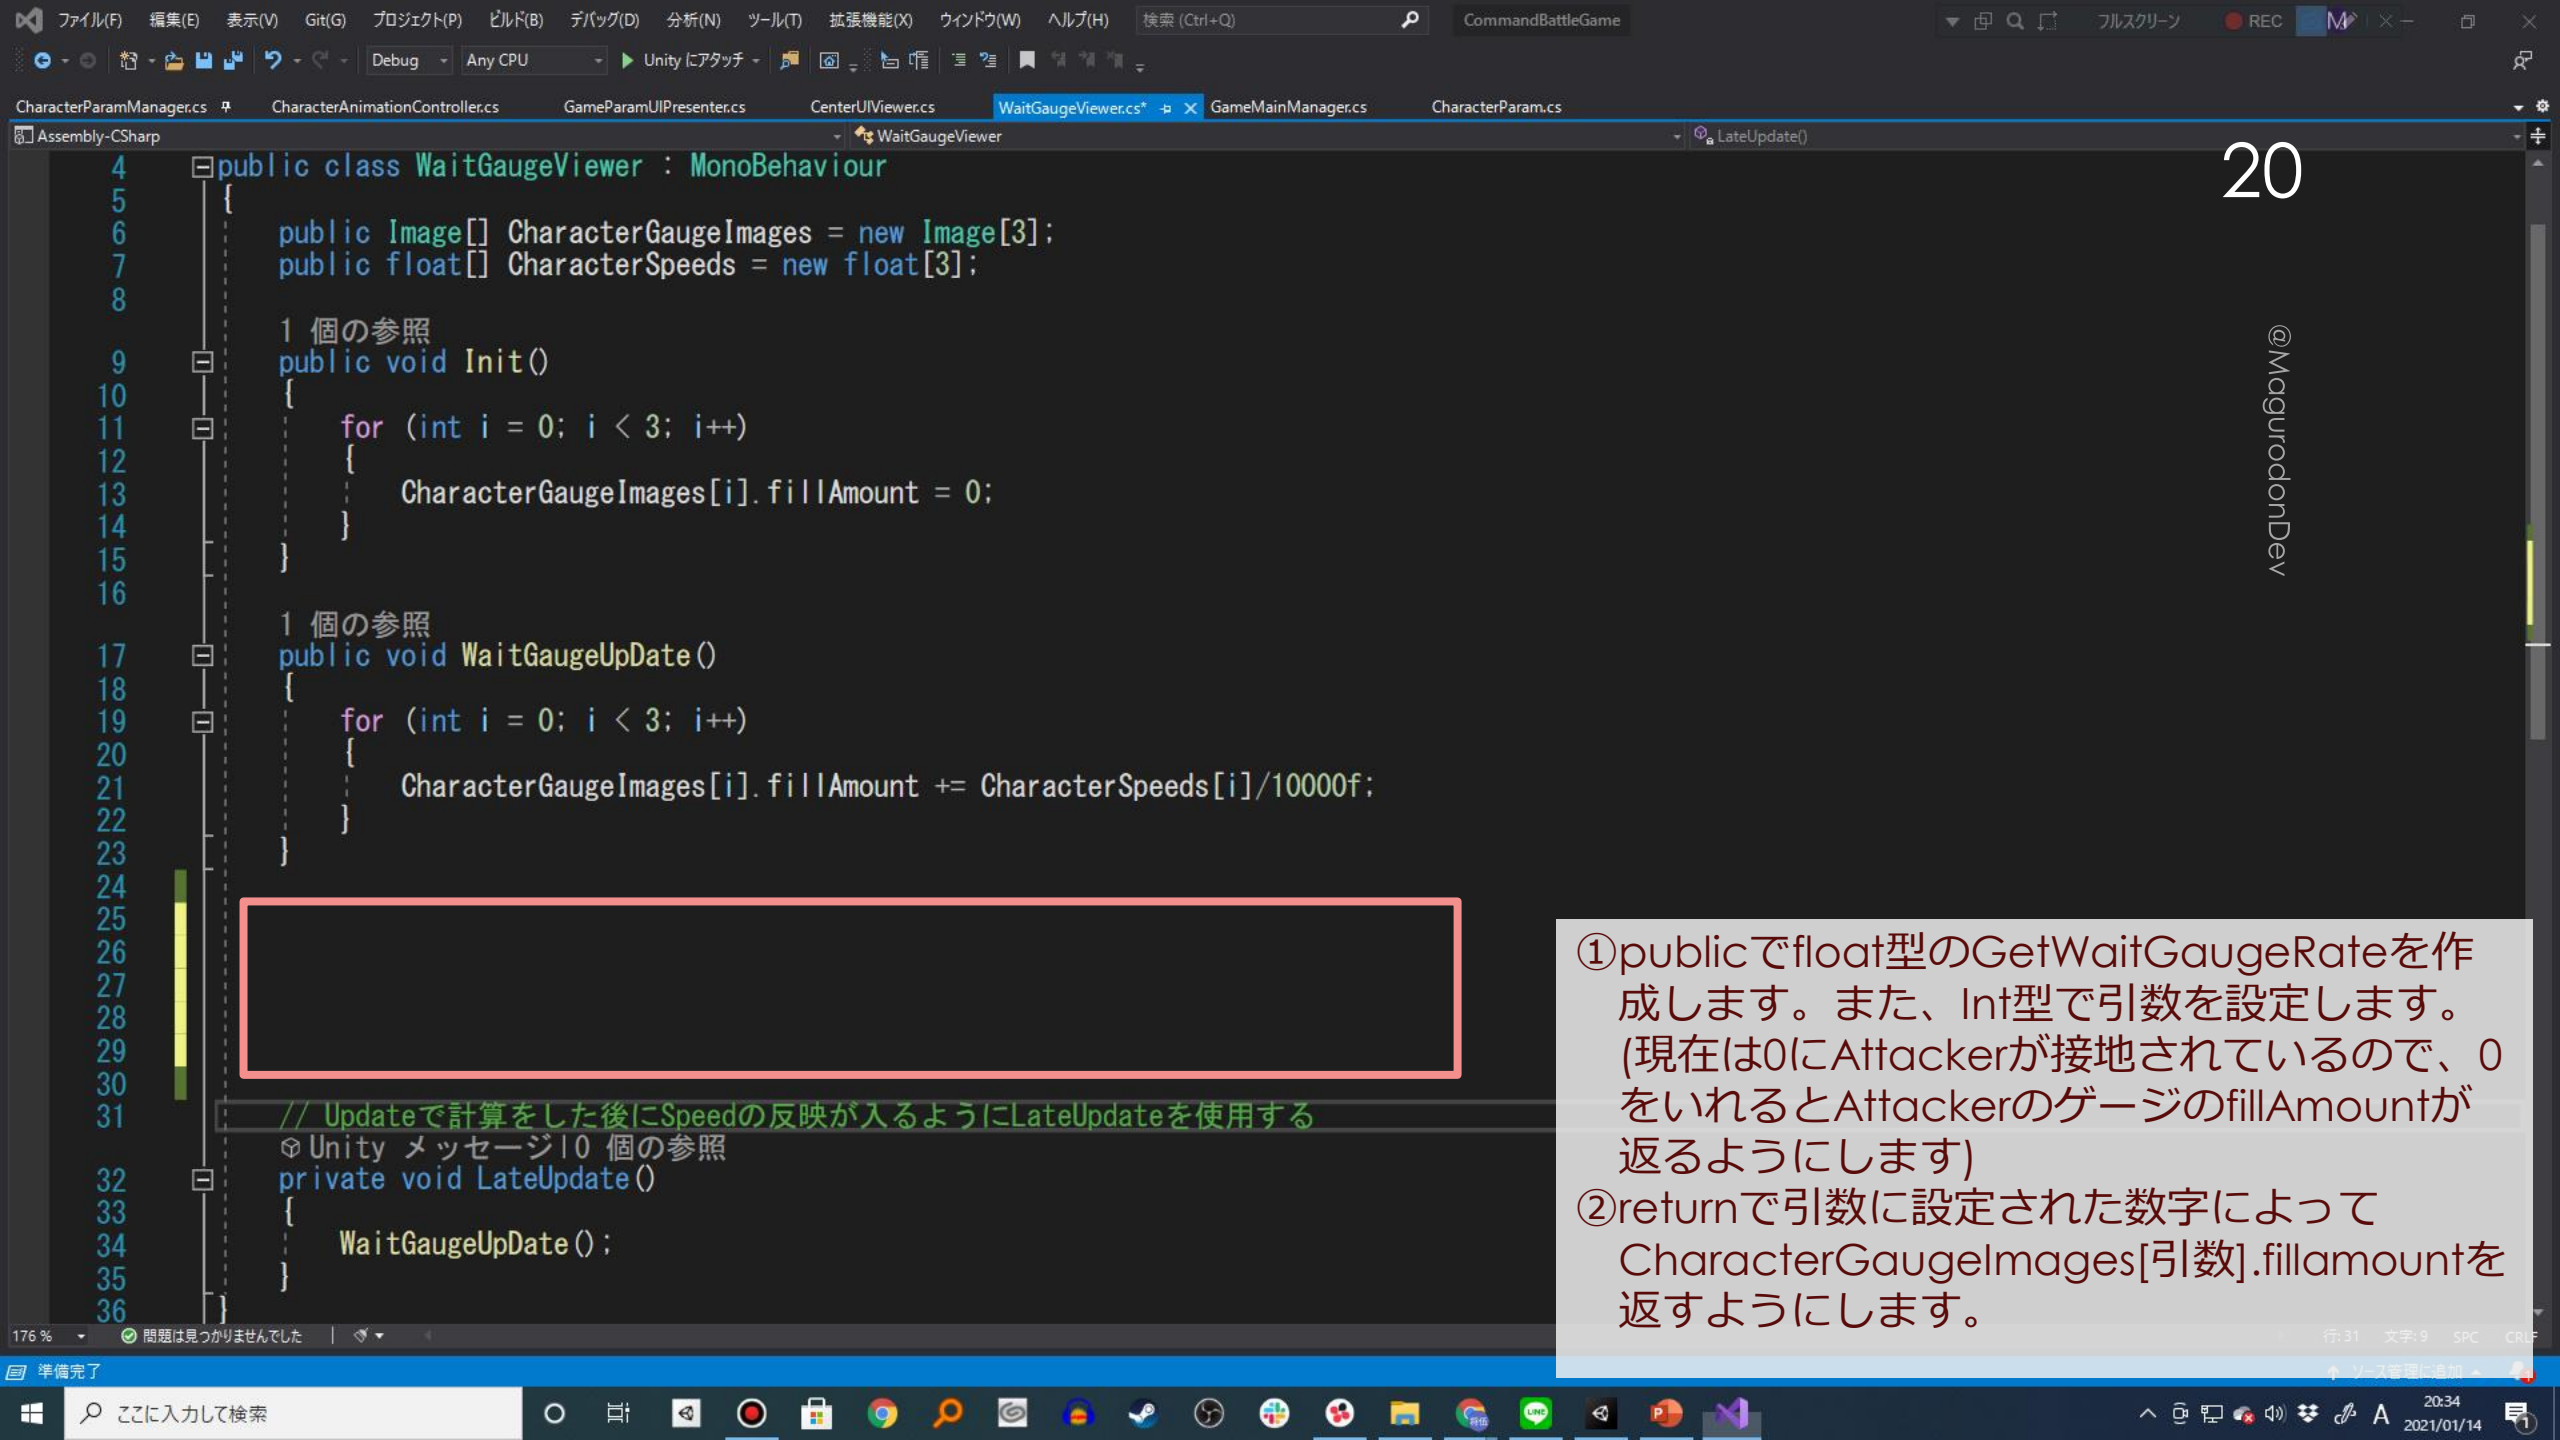 ファイル(F) 編集(E) 表示(V) Git(G) プロジェクト(P) ビルド(B) デバッグ(D) 分析(N) ツール(T) 拡張機能(X) ウィンドウ(W) ヘルプ(H) 検索 (Ctrl+Q) CommandBattleGame フルスクリーン REC
Debug Any CPU Unity にアタッチ
CharacterParamManager.cs CharacterAnimationController.cs GameParamUIPresenter.cs CenterUIViewer.cs WaitGaugeViewer.cs* GameMainManager.cs CharacterParam.cs
Assembly-CSharp WaitGaugeViewer LateUpdate()
20
@MagurodonDev
4 public class WaitGaugeViewer : MonoBehaviour
5 {
6 public Image[] CharacterGaugeImages = new Image[3];
7 public float[] CharacterSpeeds = new float[3];
8
1 個の参照
9 public void Init()
10 {
11 for (int i = 0; i < 3; i++)
12 {
13 CharacterGaugeImages[i].fillAmount = 0;
14 }
15 }
16
1 個の参照
17 public void WaitGaugeUpDate()
18 {
19 for (int i = 0; i < 3; i++)
20 {
21 CharacterGaugeImages[i].fillAmount += CharacterSpeeds[i]/10000f;
22 }
23 }
24
25
26
27
28
29
30
31 // Updateで計算をした後にSpeedの反映が入るようにLateUpdateを使用する
Unity メッセージ|0 個の参照
32 private void LateUpdate()
33 {
34 WaitGaugeUpDate();
35 }
36 }
①publicでfloat型のGetWaitGaugeRateを作
成します。また、Int型で引数を設定します。
(現在は0にAttackerが接地されているので、0
をいれるとAttackerのゲージのfillAmountが
返るようにします)
②returnで引数に設定された数字によって
CharacterGaugeImages[引数].fillamountを
返すようにします。
176 % 問題は見つかりませんでした 行: 31 文字: 9 SPC CRLF
準備完了 ソース管理に追加
ここに入力して検索 A 20:34
2021/01/14